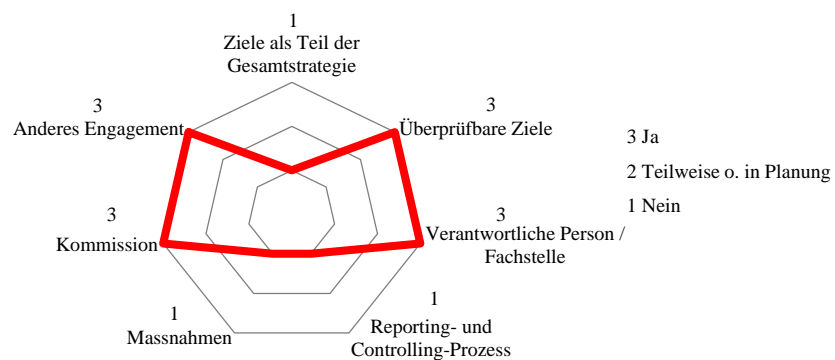 1
Ziele als Teil der
Gesamtstrategie
3
Überprüfbare Ziele
3
Verantwortliche Person /
Fachstelle
1
Reporting- und
Controlling-Prozess
1
Massnahmen
3
Kommission
3
Anderes Engagement
3 Ja
2 Teilweise o. in Planung
1 Nein